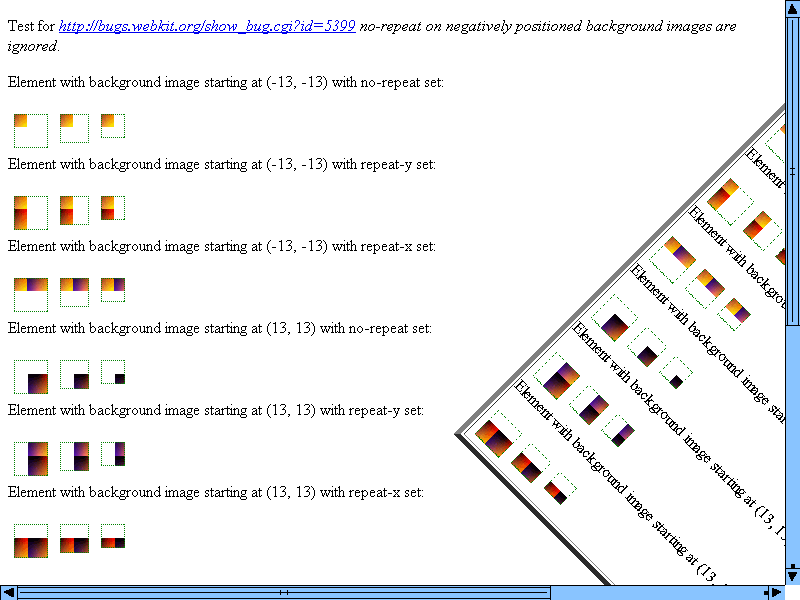 Test for http://bugs.webkit.org/show_bug.cgi?id=5399 no-repeat on negatively positioned background images are
ignored.
Element with background image starting at (-13, -13) with no-repeat set:
Element with background image starting at (-13, -13) with repeat-y set:
Element with background image starting at (-13, -13) with repeat-x set:
Element with background image starting at (13, 13) with no-repeat set:
Element with background image starting at (13, 13) with repeat-y set:
Element with background image starting at (13, 13) with repeat-x set:
Element
Element with backgrou
Element with background image sta
Element with background image starting at (13, 1
Element with background image starting at (13,